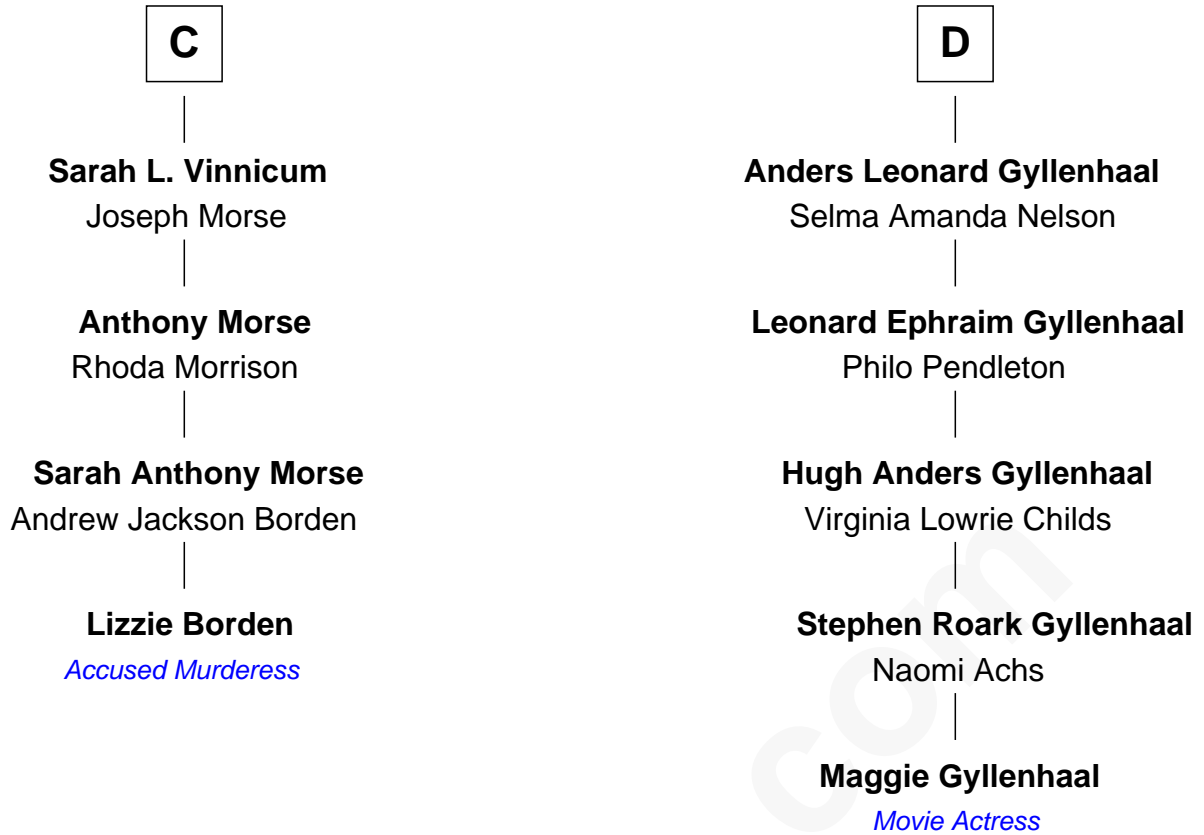 C
Sarah L. Vinnicum
Joseph Morse
Anthony Morse
Rhoda Morrison
Sarah Anthony Morse
Andrew Jackson Borden
Lizzie Borden
Accused Murderess
D
Anders Leonard Gyllenhaal
Selma Amanda Nelson
Leonard Ephraim Gyllenhaal
Philo Pendleton
Hugh Anders Gyllenhaal
Virginia Lowrie Childs
Stephen Roark Gyllenhaal
Naomi Achs
Maggie Gyllenhaal
Movie Actress
com